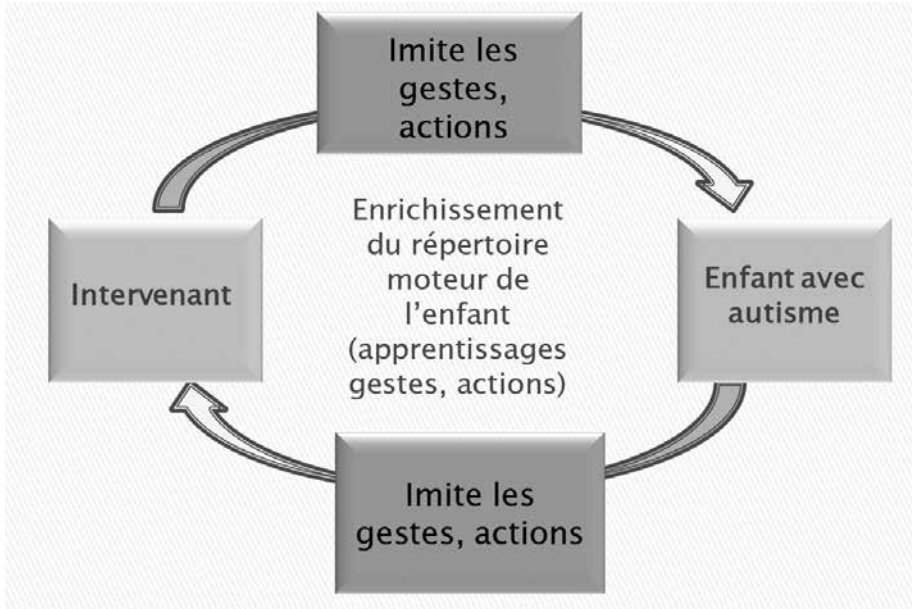 Imite les
gestes,
actions
Enrichissement
du répértoire
moteur de
l'enfant
(apprentissages
gestes, actions)
Intervenant
Enfant avec
autisme
Imite les
gestes, actions